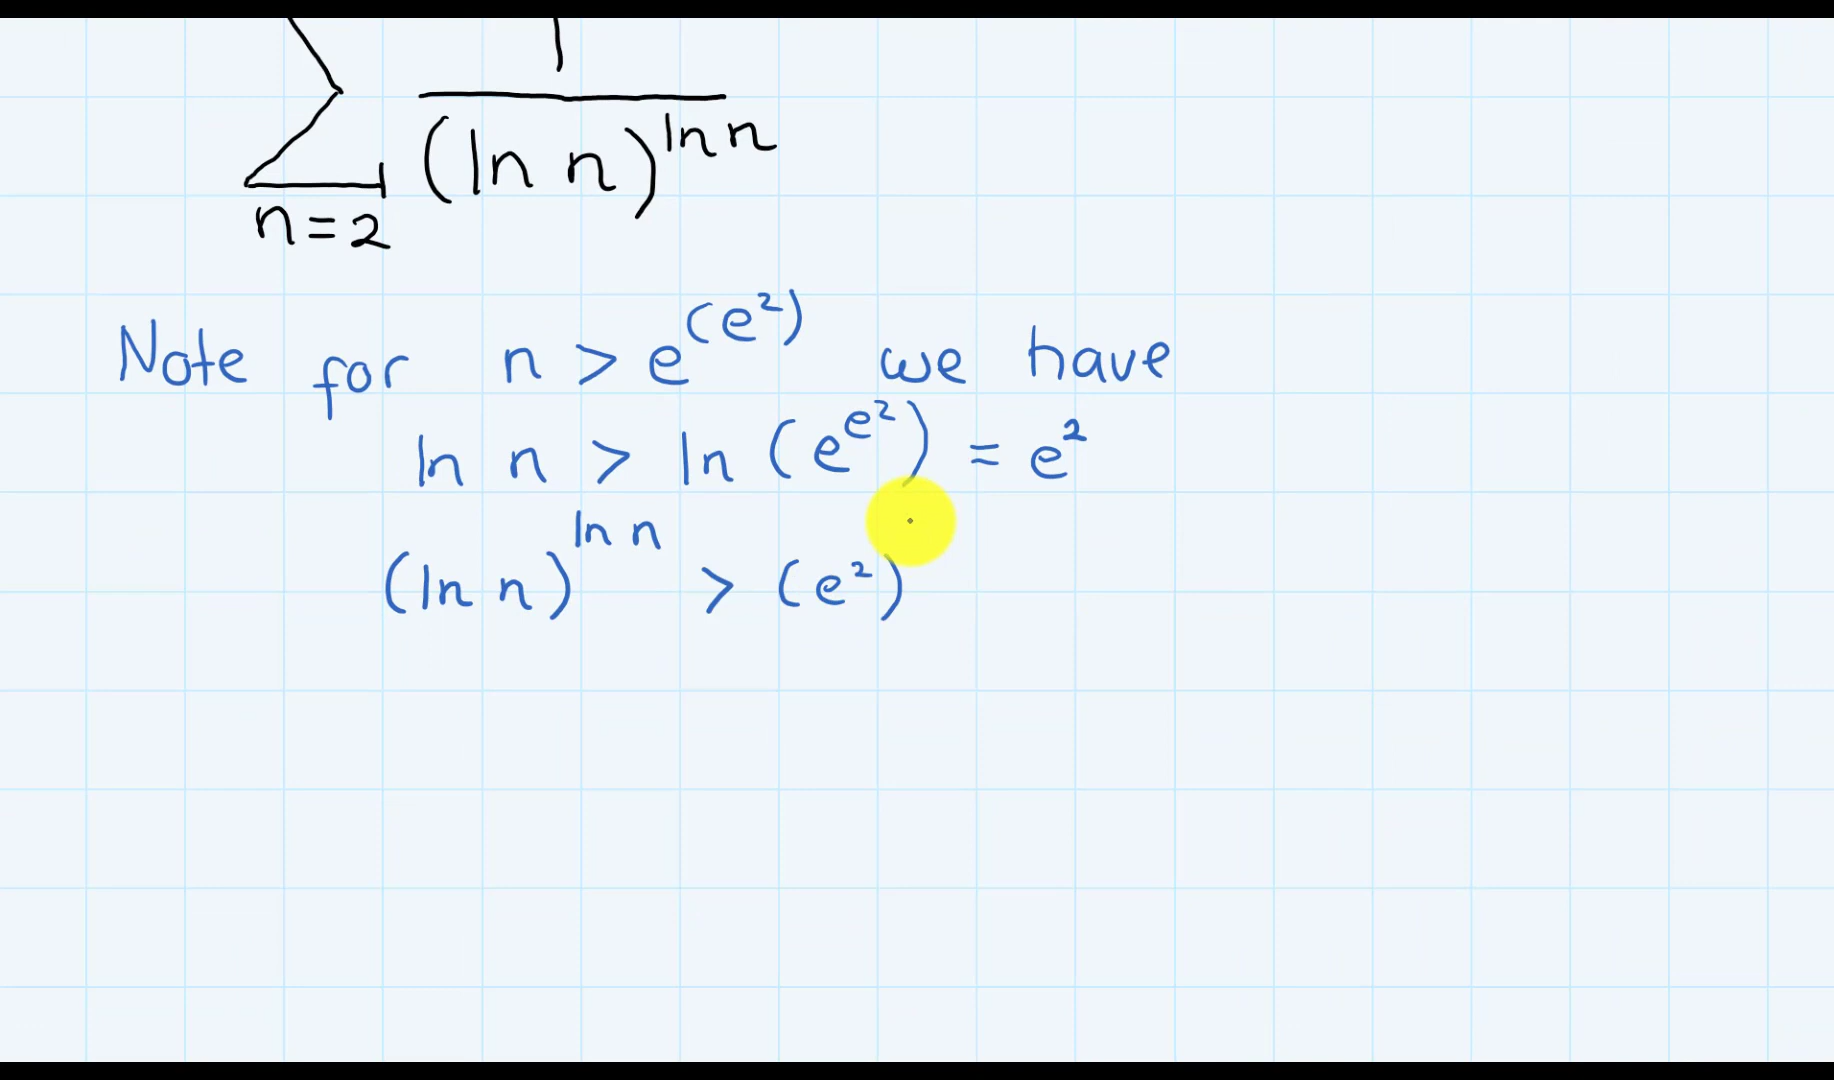 ∑ 1
(ln n)^ln n
n=2
Note for n > e^(e²) we have
ln n > ln (e^e²) = e²
(ln n)^ln n > (e²)